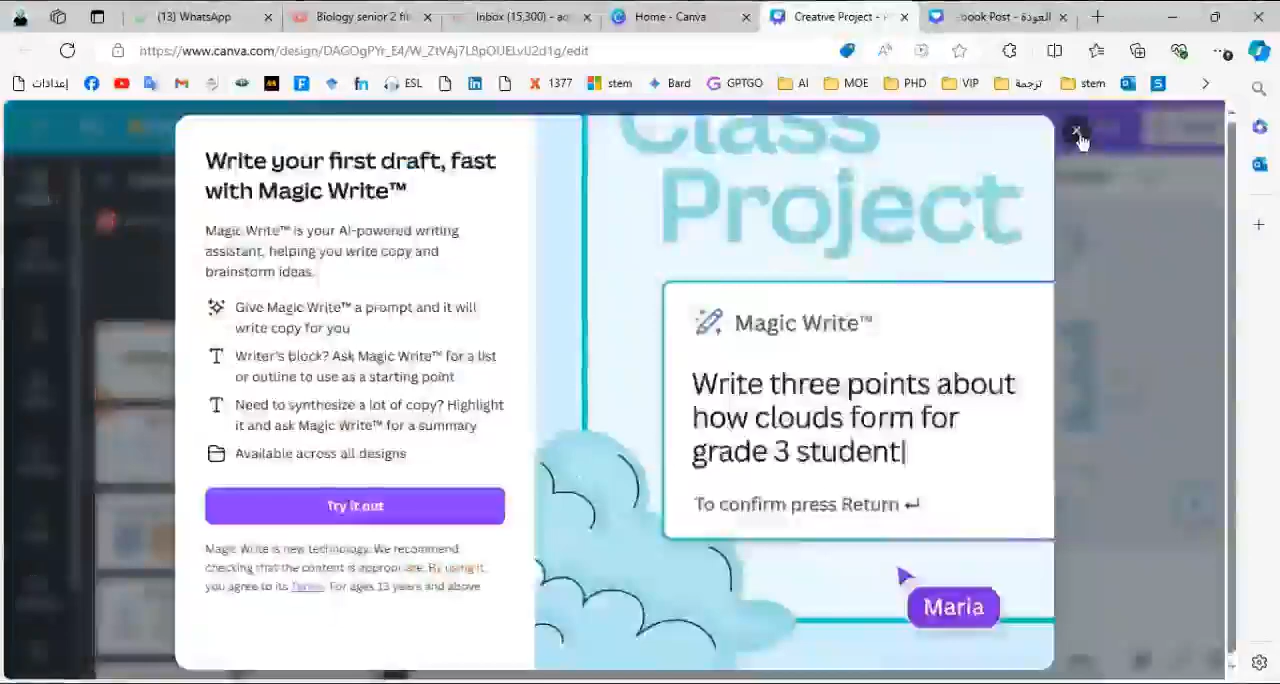 (13) WhatsApp
Biology senior 2 fi
Inbox (15,300) - ao
Home - Canva
Creative Project -
book Post - العودة
https://www.canva.com/design/DAGOgPYr_E4/W_ZtVAj7L8pOlUELvlJ2d1g/edit
إعدادات
ESL
1377
stem
Bard
GPTGO
AI
MOE
PHD
VIP
ترجمة
stem
Write your first draft, fast
with Magic Write™
Magic Write™ is your AI-powered writing
assistant, helping you write copy and
brainstorm ideas.
Give Magic Write™ a prompt and it will
write copy for you
Writer's block? Ask Magic Write™ for a list
or outline to use as a starting point
Need to synthesize a lot of copy? Highlight
it and ask Magic Write™ for a summary
Available across all designs
Try it out
Magic Write is new technology. We recommend
checking that the content is appropriate. By using it,
you agree to its Terms. For ages 13 years and above
Class
Project
Magic Write™
Write three points about
how clouds form for
grade 3 student
To confirm press Return ↵
Maria